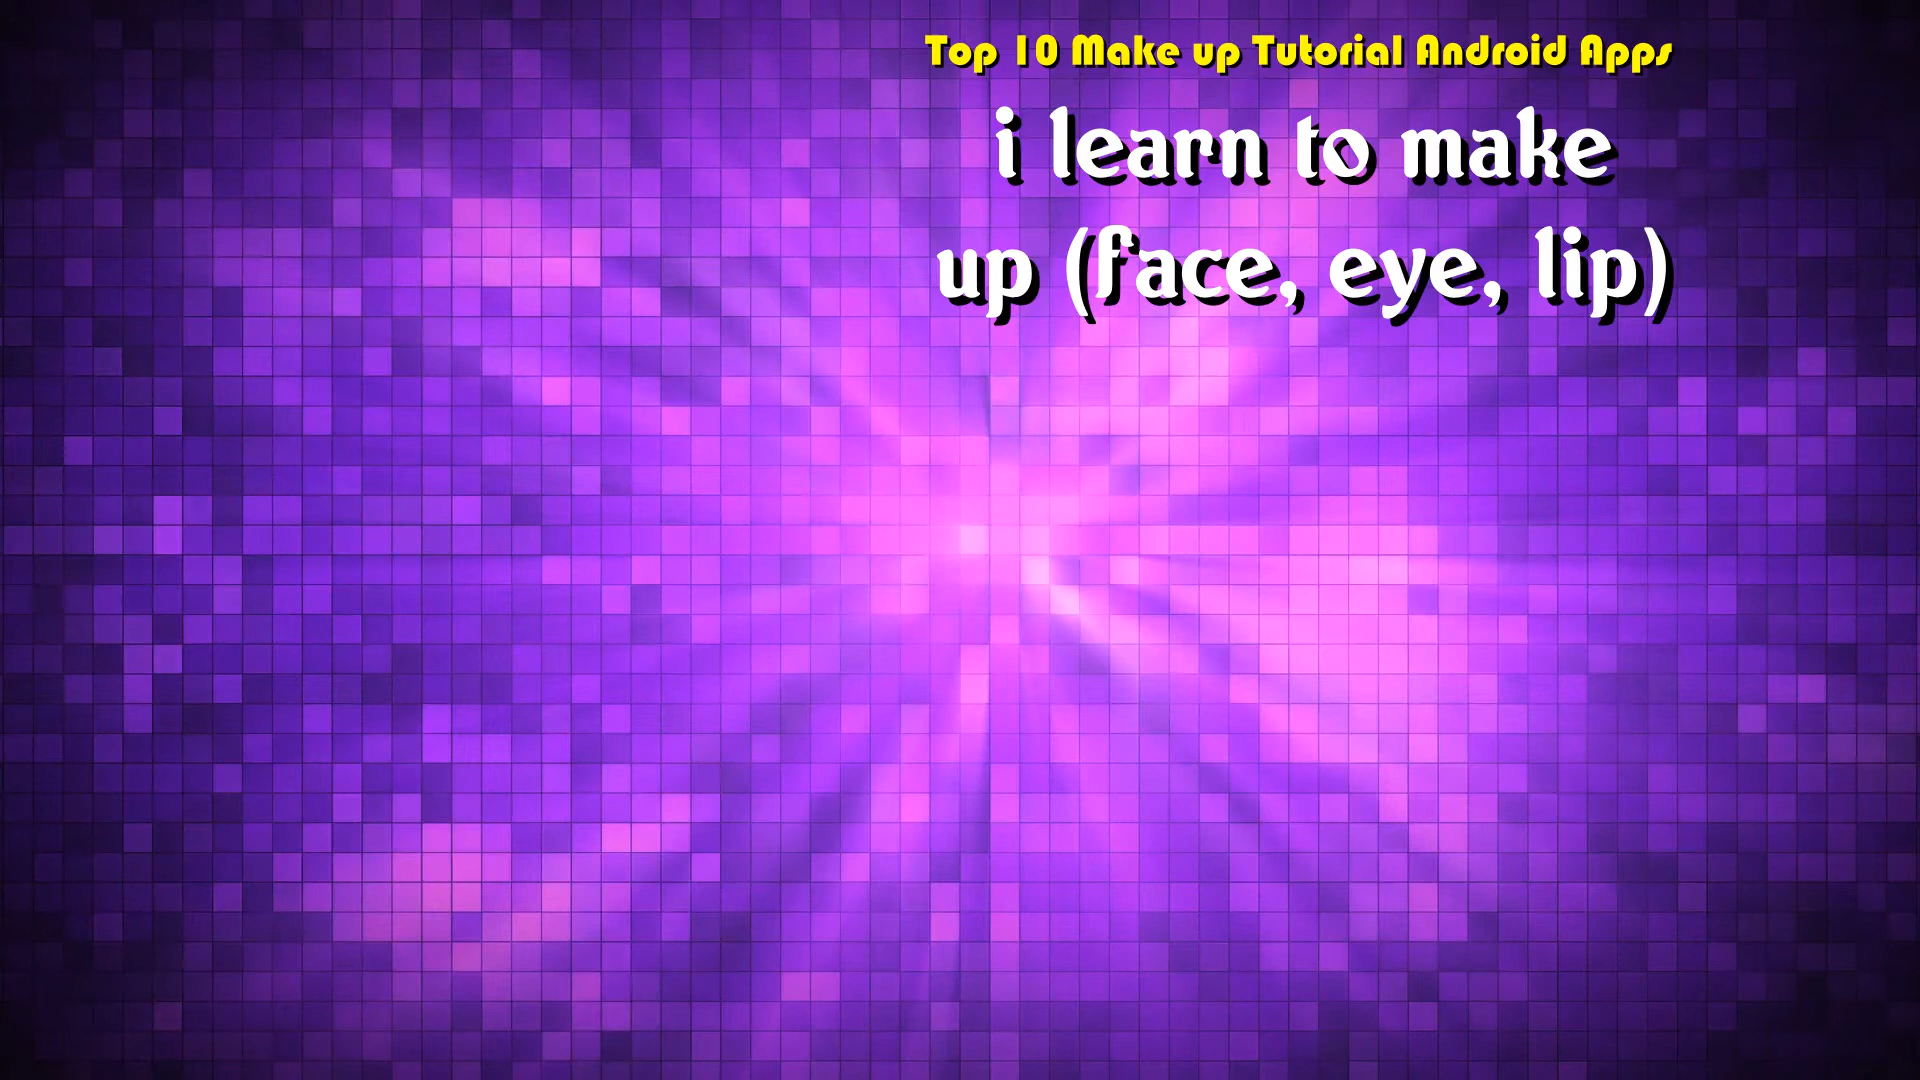 Top 10 Make up Tutorial Android Apps
i learn to make
up (face, eye, lip)